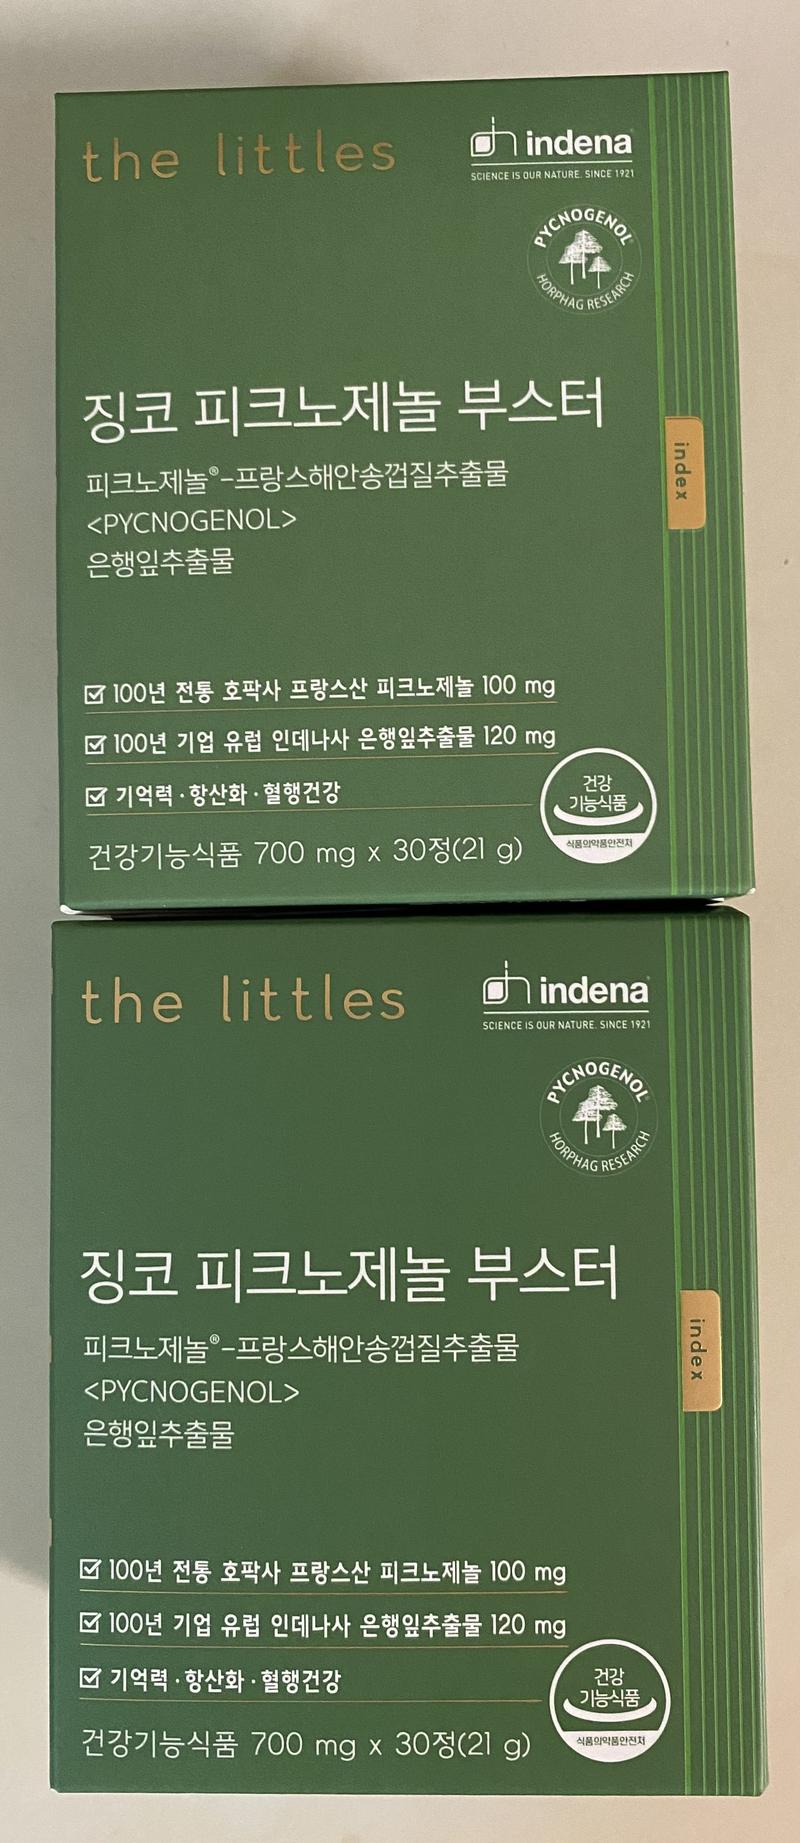 the littles
indena
SCIENCE IS OUR NATURE. SINCE 1921
PYCNOGENOL®
HORPHAG RESEARCH
징코 피크노제놀 부스터
피크노제놀®-프랑스해안송껍질추출물
<PYCNOGENOL>
은행잎추출물
index
100년 전통 호팍사 프랑스산 피크노제놀 100 mg
100년 기업 유럽 인데나사 은행잎추출물 120 mg
기억력·항산화·혈행건강
건강기능식품 700 mg x 30정(21 g)
건강
기능식품
식품의약품안전처
the littles
indena
SCIENCE IS OUR NATURE. SINCE 1921
PYCNOGENOL®
HORPHAG RESEARCH
징코 피크노제놀 부스터
피크노제놀®-프랑스해안송껍질추출물
<PYCNOGENOL>
은행잎추출물
index
100년 전통 호팍사 프랑스산 피크노제놀 100 mg
100년 기업 유럽 인데나사 은행잎추출물 120 mg
기억력·항산화·혈행건강
건강기능식품 700 mg x 30정(21 g)
건강
기능식품
식품의약품안전처